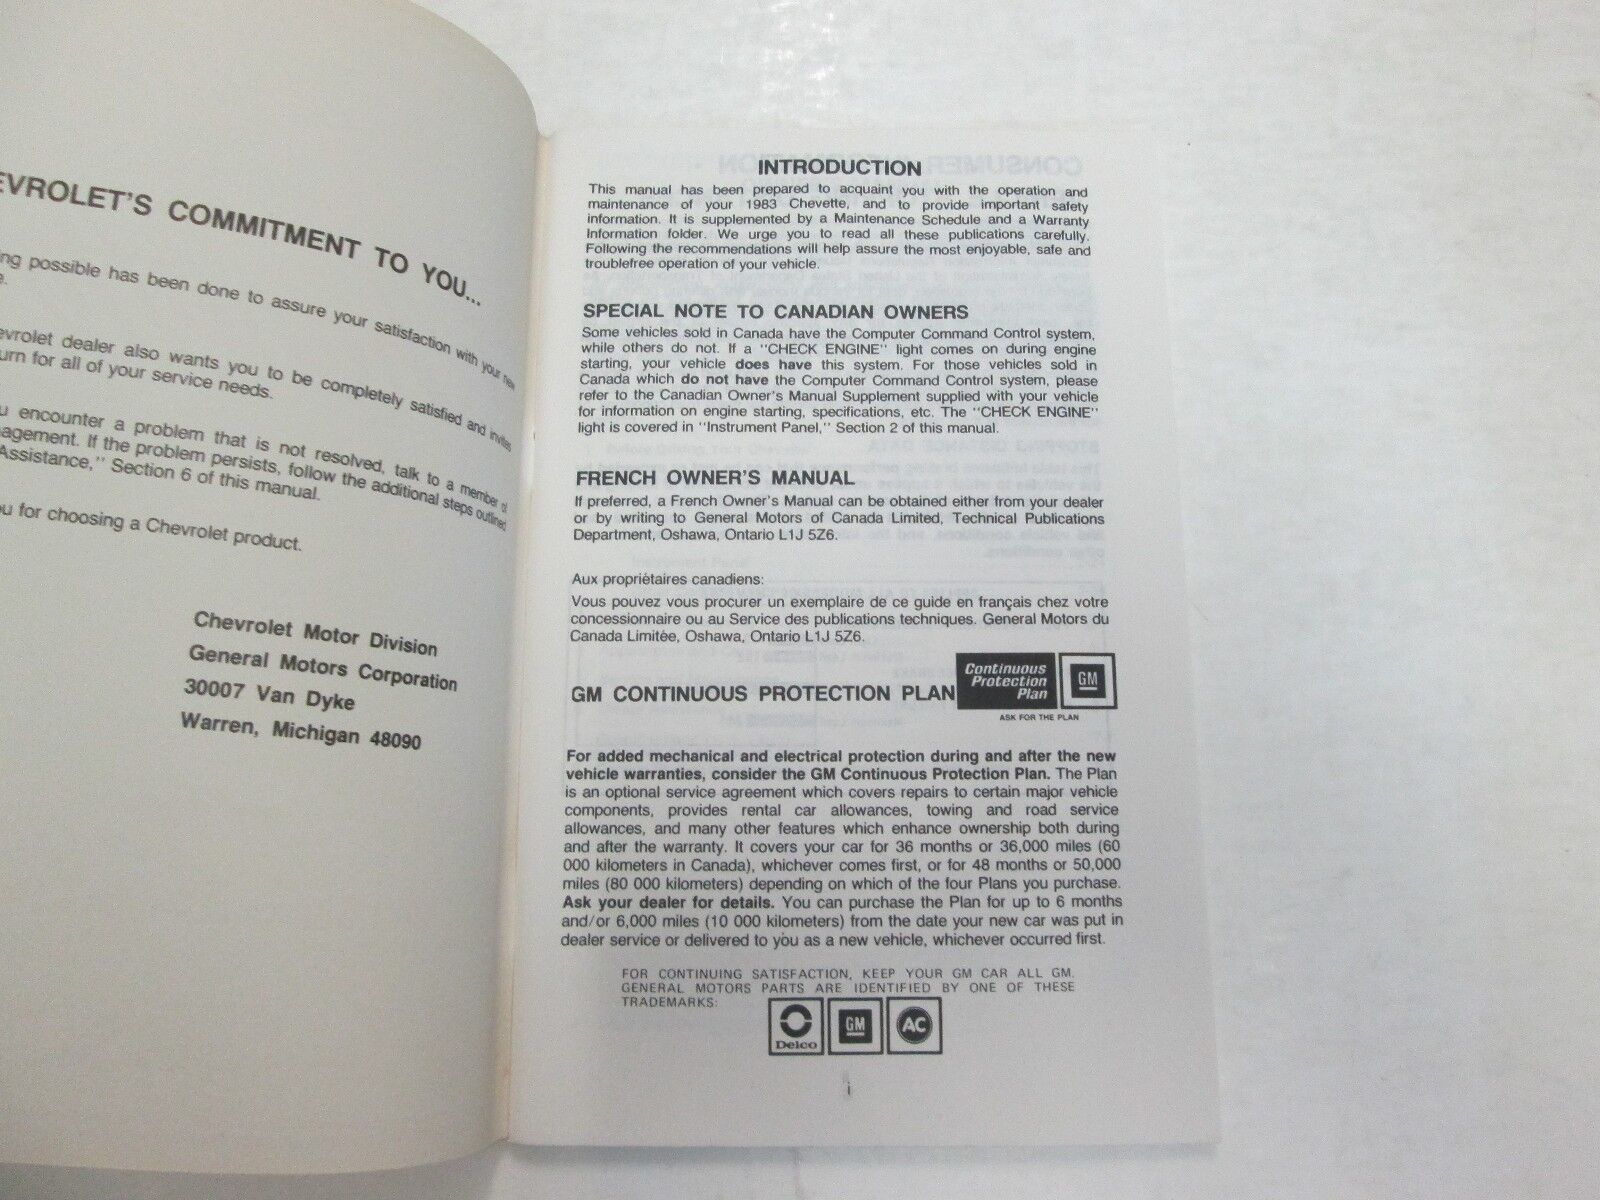 EVROLET'S COMMITMENT TO YOU...
ing possible has been done to assure your satisfaction with your new
e.
evrolet dealer also wants you to be completely satisfied and invites
urn for all of your service needs.
u encounter a problem that is not resolved, talk to a member of
agement. If the problem persists, follow the additional steps outlined
Assistance," Section 6 of this manual.
ou for choosing a Chevrolet product.
Chevrolet Motor Division
General Motors Corporation
30007 Van Dyke
Warren, Michigan 48090
INTRODUCTION
This manual has been prepared to acquaint you with the operation and
maintenance of your 1983 Chevette, and to provide important safety
information. It is supplemented by a Maintenance Schedule and a Warranty
Information folder. We urge you to read all these publications carefully.
Following the recommendations will help assure the most enjoyable, safe and
troublefree operation of your vehicle.
SPECIAL NOTE TO CANADIAN OWNERS
Some vehicles sold in Canada have the Computer Command Control system,
while others do not. If a "CHECK ENGINE" light comes on during engine
starting, your vehicle does have this system. For those vehicles sold in
Canada which do not have the Computer Command Control system, please
refer to the Canadian Owner's Manual Supplement supplied with your vehicle
for information on engine starting, specifications, etc. The "CHECK ENGINE"
light is covered in "Instrument Panel," Section 2 of this manual.
FRENCH OWNER'S MANUAL
If preferred, a French Owner's Manual can be obtained either from your dealer
or by writing to General Motors of Canada Limited, Technical Publications
Department, Oshawa, Ontario L1J 5Z6.
Aux propriétaires canadiens:
Vous pouvez vous procurer un exemplaire de ce guide en français chez votre
concessionnaire ou au Service des publications techniques. General Motors du
Canada Limitée, Oshawa, Ontario L1J 5Z6.
GM CONTINUOUS PROTECTION PLAN
Continuous
Protection
Plan
GM
ASK FOR THE PLAN
For added mechanical and electrical protection during and after the new
vehicle warranties, consider the GM Continuous Protection Plan. The Plan
is an optional service agreement which covers repairs to certain major vehicle
components, provides rental car allowances, towing and road service
allowances, and many other features which enhance ownership both during
and after the warranty. It covers your car for 36 months or 36,000 miles (60
000 kilometers in Canada), whichever comes first, or for 48 months or 50,000
miles (80 000 kilometers) depending on which of the four Plans you purchase.
Ask your dealer for details. You can purchase the Plan for up to 6 months
and/or 6,000 miles (10 000 kilometers) from the date your new car was put in
dealer service or delivered to you as a new vehicle, whichever occurred first.
FOR CONTINUING SATISFACTION, KEEP YOUR GM CAR ALL GM.
GENERAL MOTORS PARTS ARE IDENTIFIED BY ONE OF THESE
TRADEMARKS:
Delco GM AC
i